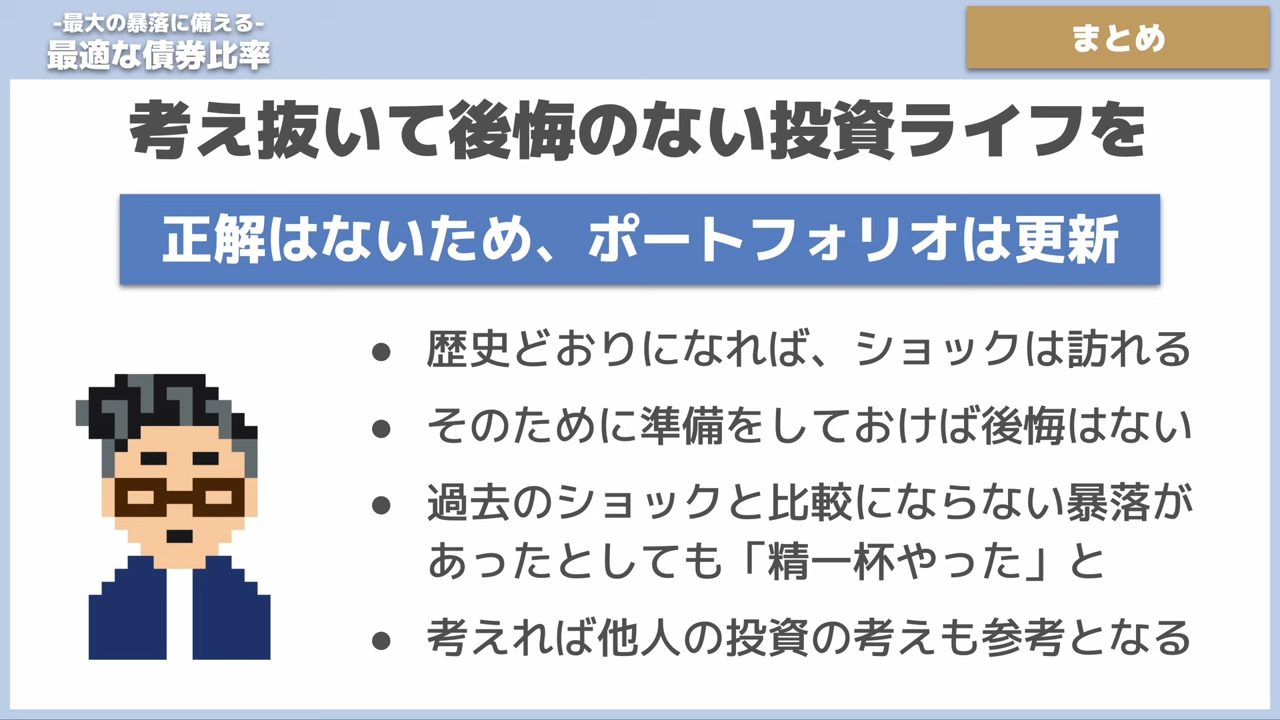 -最大の暴落に備える-
最適な債券比率
まとめ
考え抜いて後悔のない投資ライフを
正解はないため、ポートフォリオは更新
● 歴史どおりになれば、ショックは訪れる
● そのために準備をしておけば後悔はない
● 過去のショックと比較にならない暴落が
あったとしても「精一杯やった」と
● 考えれば他人の投資の考えも参考となる